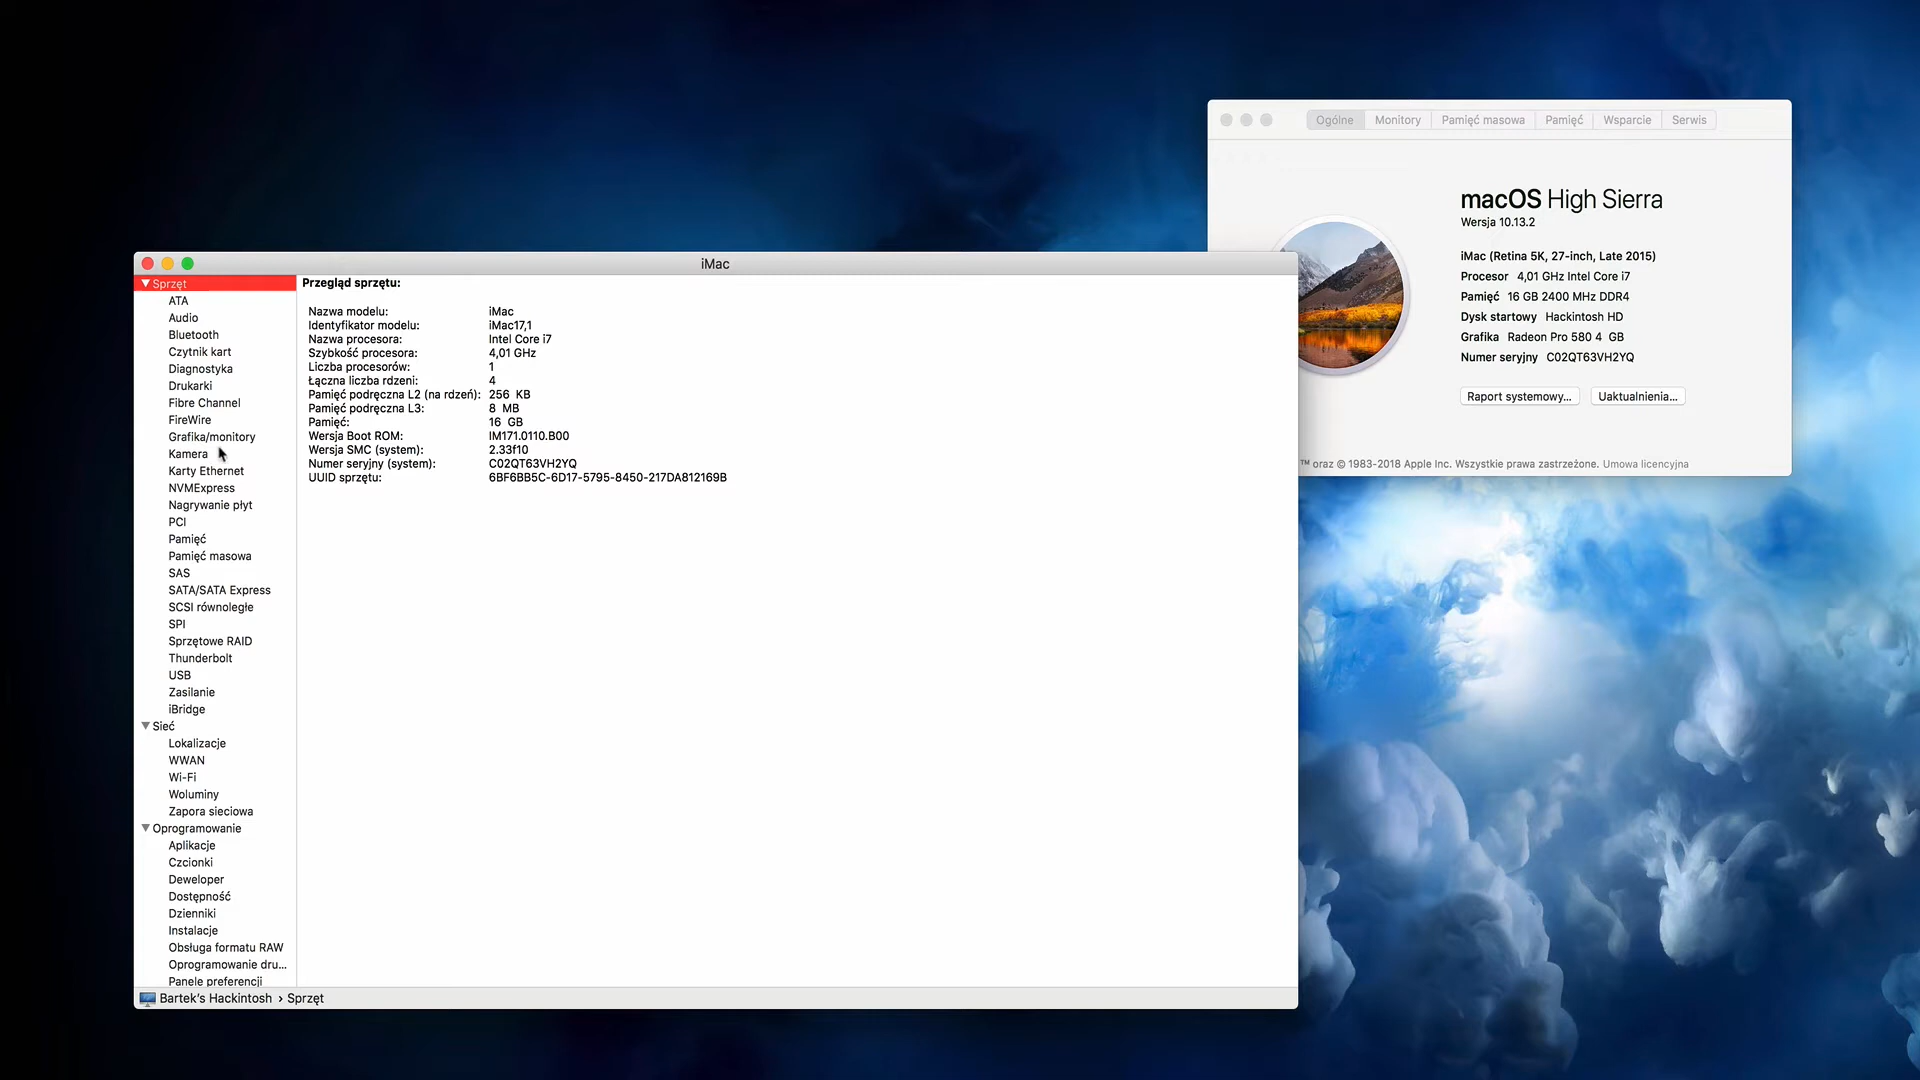 Ogólne Monitory Pamięć masowa Pamięć Wsparcie Serwis
macOS High Sierra
Wersja 10.13.2
iMac (Retina 5K, 27-inch, Late 2015)
Procesor 4,01 GHz Intel Core i7
Pamięć 16 GB 2400 MHz DDR4
Dysk startowy Hackintosh HD
Grafika Radeon Pro 580 4 GB
Numer seryjny C02QT63VH2YQ
Raport systemowy... Uaktualnienia...
™ oraz © 1983-2018 Apple Inc. Wszystkie prawa zastrzeżone. Umowa licencyjna
iMac
Sprzęt
ATA
Audio
Bluetooth
Czytnik kart
Diagnostyka
Drukarki
Fibre Channel
FireWire
Grafika/monitory
Kamera
Karty Ethernet
NVMExpress
Nagrywanie płyt
PCI
Pamięć
Pamięć masowa
SAS
SATA/SATA Express
SCSI równoległe
SPI
Sprzętowe RAID
Thunderbolt
USB
Zasilanie
iBridge
Sieć
Lokalizacje
WWAN
Wi-Fi
Woluminy
Zapora sieciowa
Oprogramowanie
Aplikacje
Czcionki
Deweloper
Dostępność
Dzienniki
Instalacje
Obsługa formatu RAW
Oprogramowanie dru...
Panele preferencji
Przegląd sprzętu:
Nazwa modelu: iMac
Identyfikator modelu: iMac17,1
Nazwa procesora: Intel Core i7
Szybkość procesora: 4,01 GHz
Liczba procesorów: 1
Łączna liczba rdzeni: 4
Pamięć podręczna L2 (na rdzeń): 256 KB
Pamięć podręczna L3: 8 MB
Pamięć: 16 GB
Wersja Boot ROM: IM171.0110.B00
Wersja SMC (system): 2.33f10
Numer seryjny (system): C02QT63VH2YQ
UUID sprzętu: 6BF6BB5C-6D17-5795-8450-217DA812169B
Bartek's Hackintosh › Sprzęt